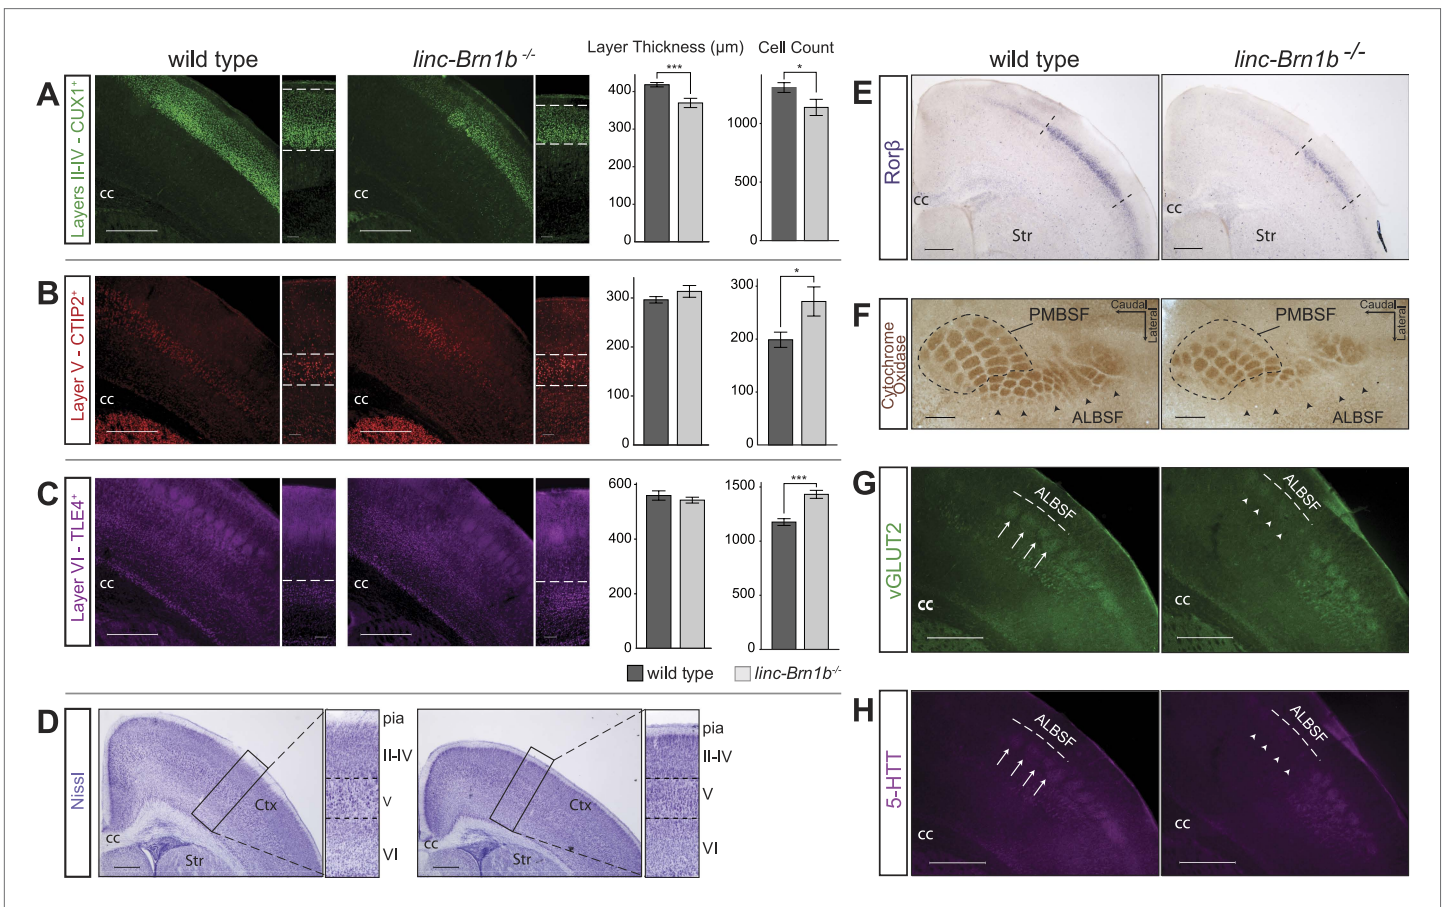 wild type
linc-Brn1b -/-
Layer Thickness (µm)
Cell Count
A
Layers II-IV - CUX1+
cc
cc
***
400
300
200
100
0
*
1000
500
0
B
Layer V - CTIP2+
cc
cc
300
200
100
0
*
300
200
100
0
C
Layer VI - TLE4+
cc
cc
600
400
200
0
***
1500
1000
500
0
wild type
linc-Brn1b-/-
D
Nissl
cc
Str
Ctx
pia
II-IV
V
VI
cc
Str
Ctx
pia
II-IV
V
VI
wild type
linc-Brn1b -/-
E
Rorβ
cc
Str
cc
Str
F
Cytochrome
Oxidase
PMBSF
Caudal
Lateral
ALBSF
PMBSF
Caudal
Lateral
ALBSF
G
vGLUT2
ALBSF
cc
ALBSF
cc
H
5-HTT
ALBSF
cc
ALBSF
cc